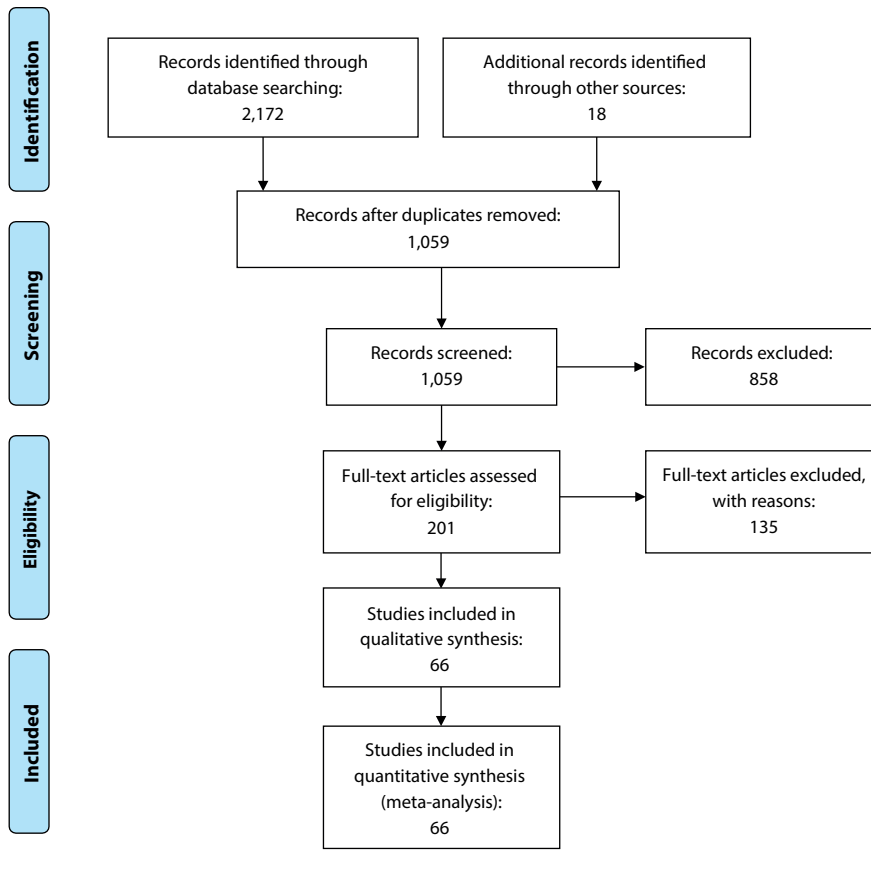 Identification
Records identified through
database searching:
2,172
Additional records identified
through other sources:
18
Records after duplicates removed:
1,059
Screening
Records screened:
1,059
Records excluded:
858
Eligibility
Full-text articles assessed
for eligibility:
201
Full-text articles excluded,
with reasons:
135
Studies included in
qualitative synthesis:
66
Included
Studies included in
quantitative synthesis
(meta-analysis):
66